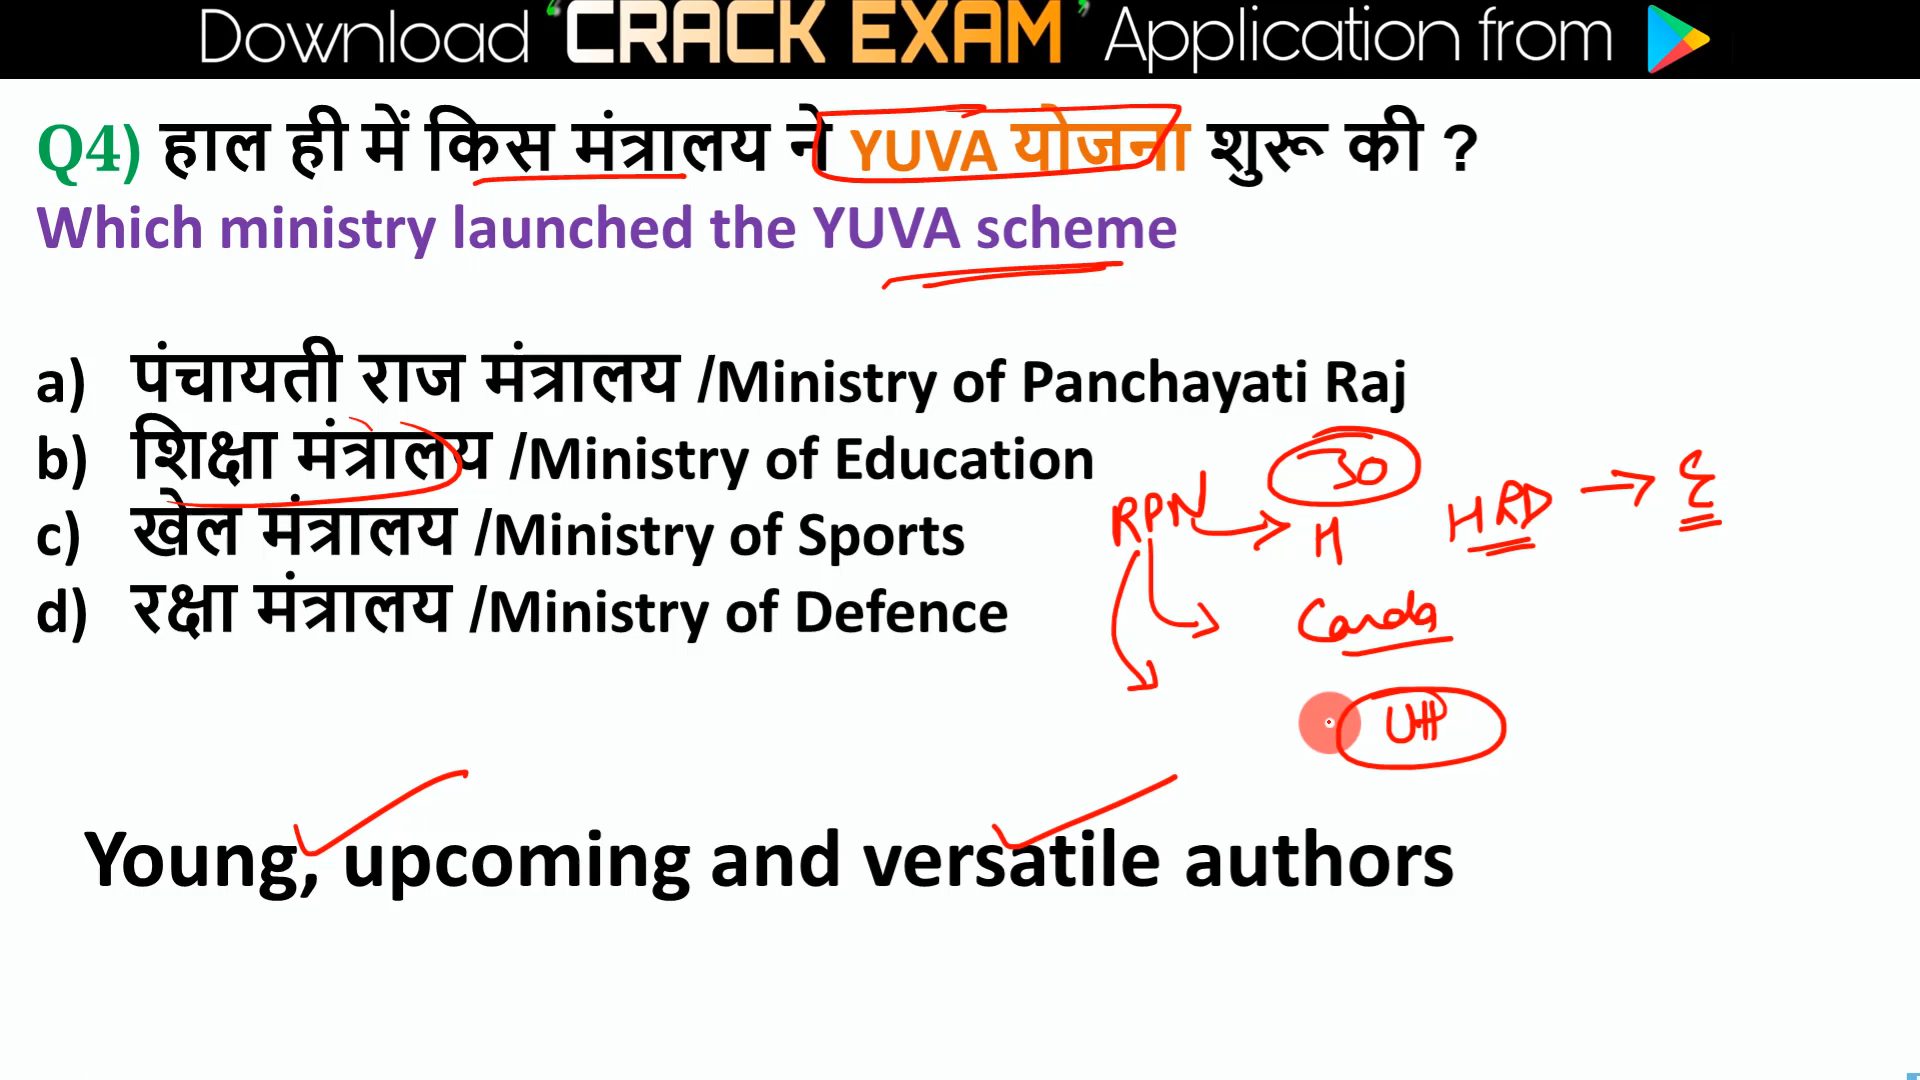 Download 'CRACK EXAM' Application from
Q4) हाल ही में किस मंत्रालय ने YUVA योजना शुरू की ?
Which ministry launched the YUVA scheme
a) पंचायती राज मंत्रालय /Ministry of Panchayati Raj
b) शिक्षा मंत्रालय /Ministry of Education
c) खेल मंत्रालय /Ministry of Sports
d) रक्षा मंत्रालय /Ministry of Defence
30
RPN
H
HRD → E
Young, upcoming and versatile authors